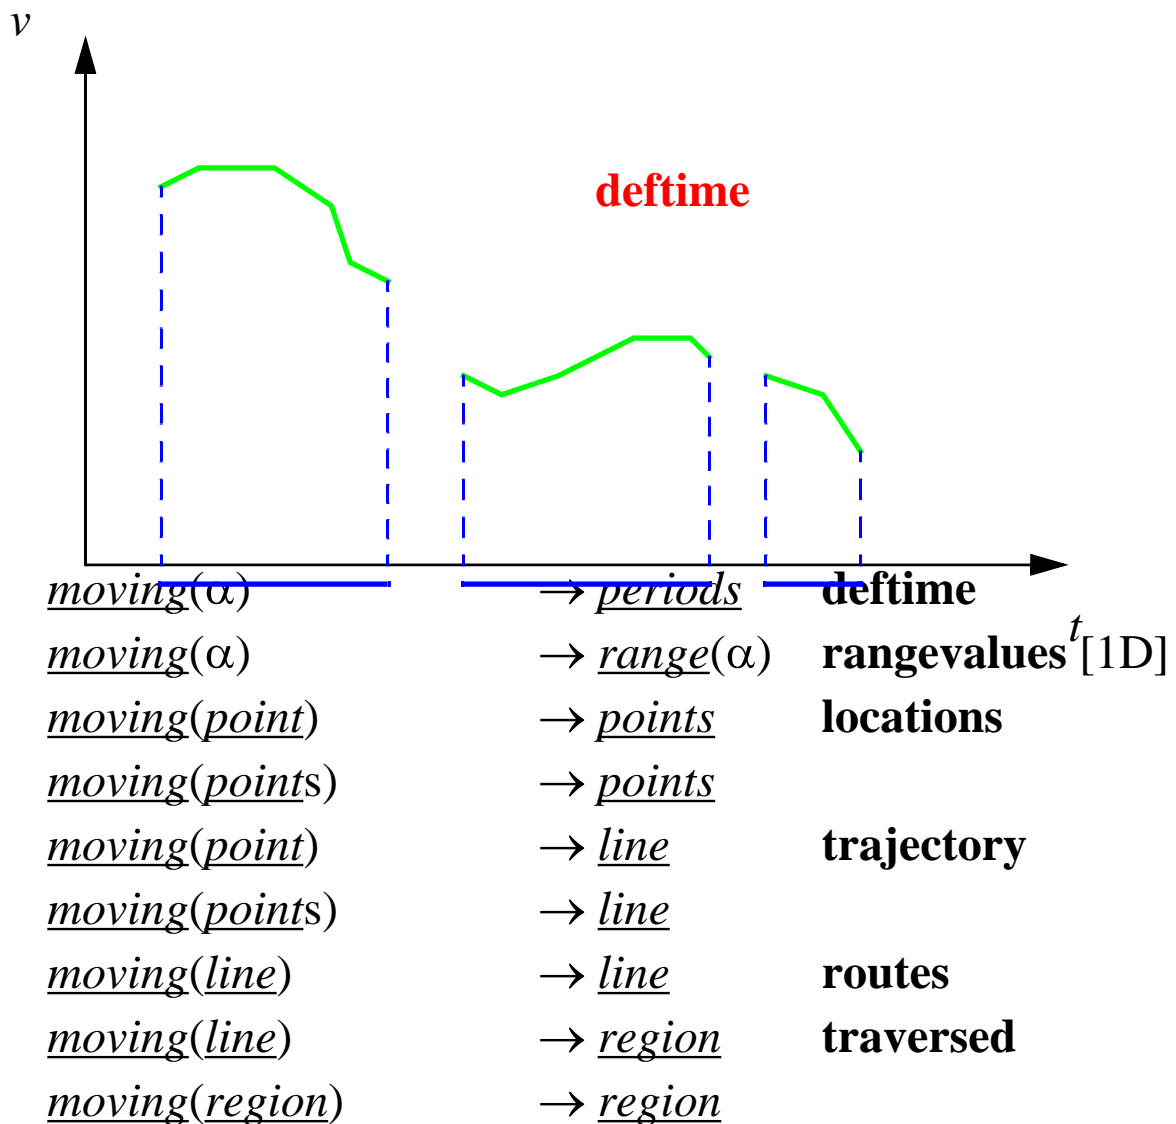 v
deftime
moving(α) → periods deftime
t
moving(α) → range(α) rangevalues [1D]
moving(point) → points locations
moving(points) → points
moving(point) → line trajectory
moving(points) → line
moving(line) → line routes
moving(line) → region traversed
moving(region) → region